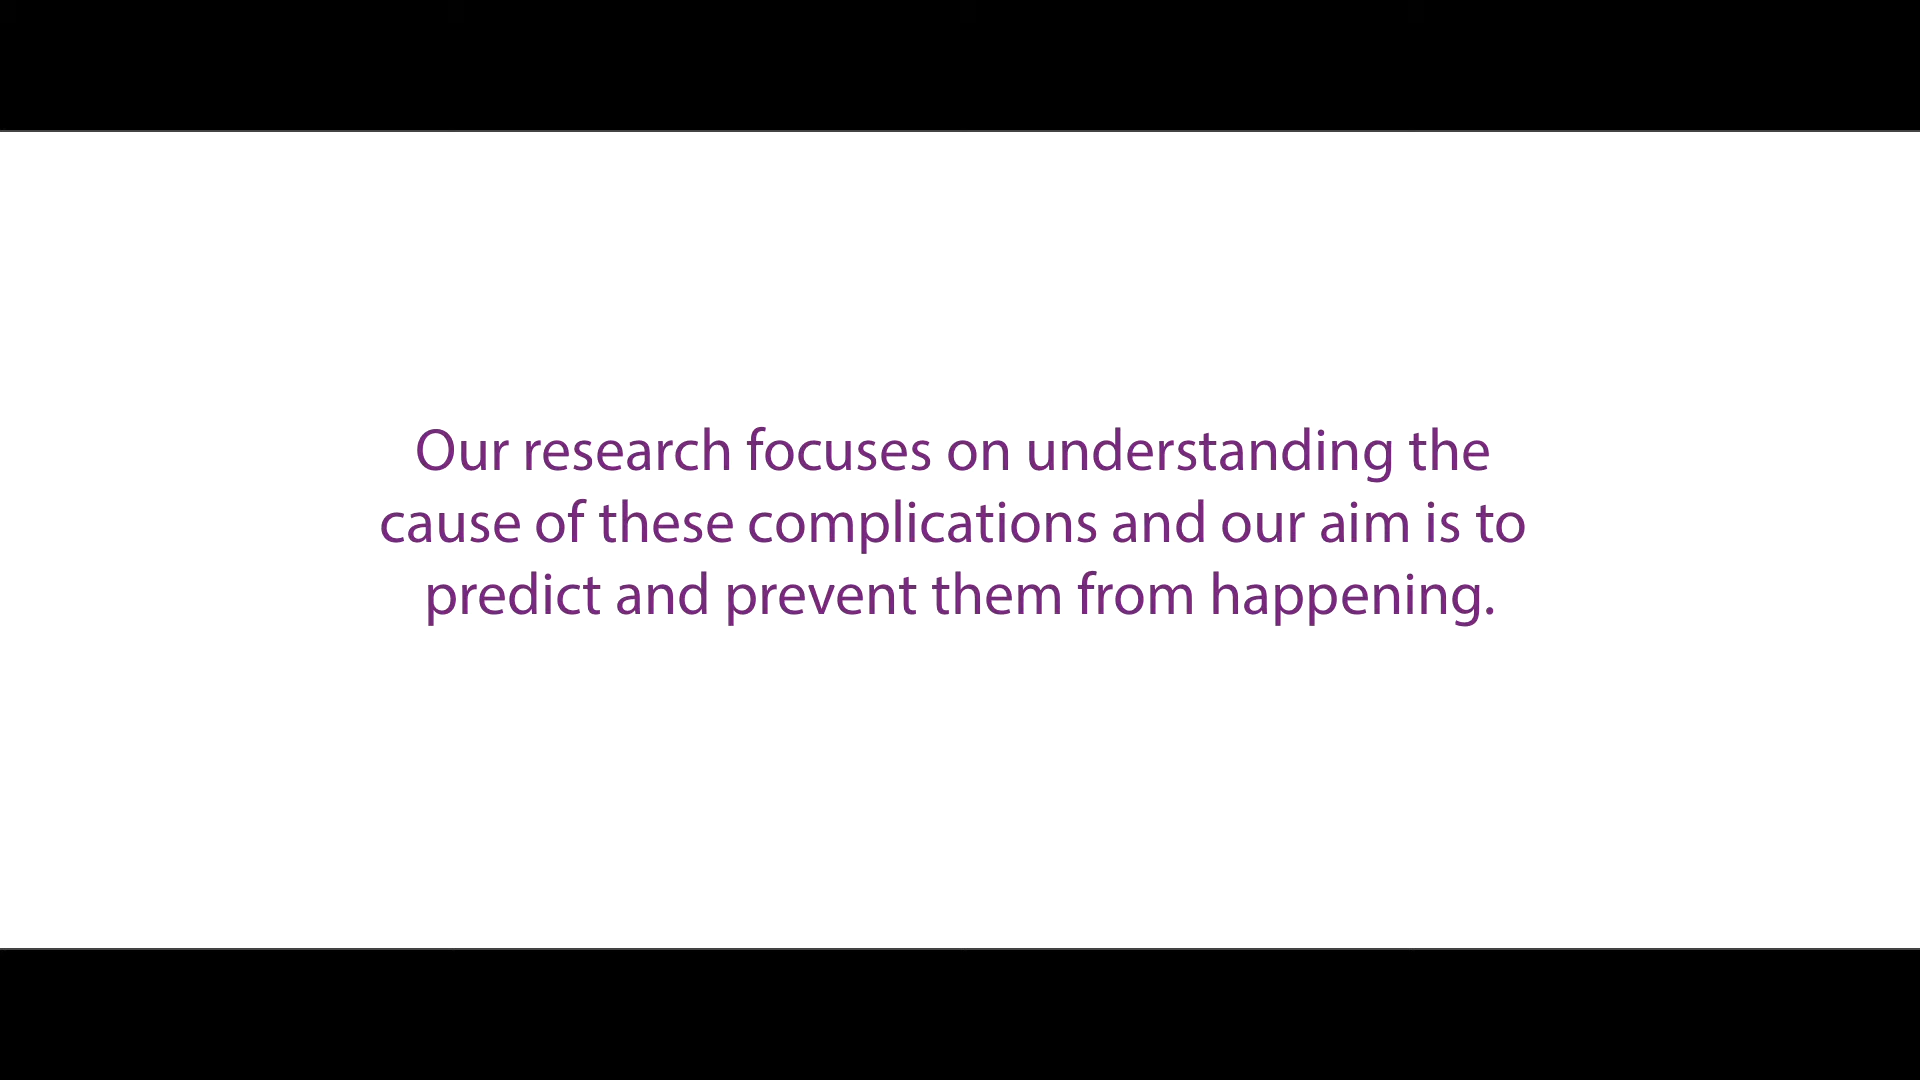 Our research focuses on understanding the
cause of these complications and our aim is to
predict and prevent them from happening.